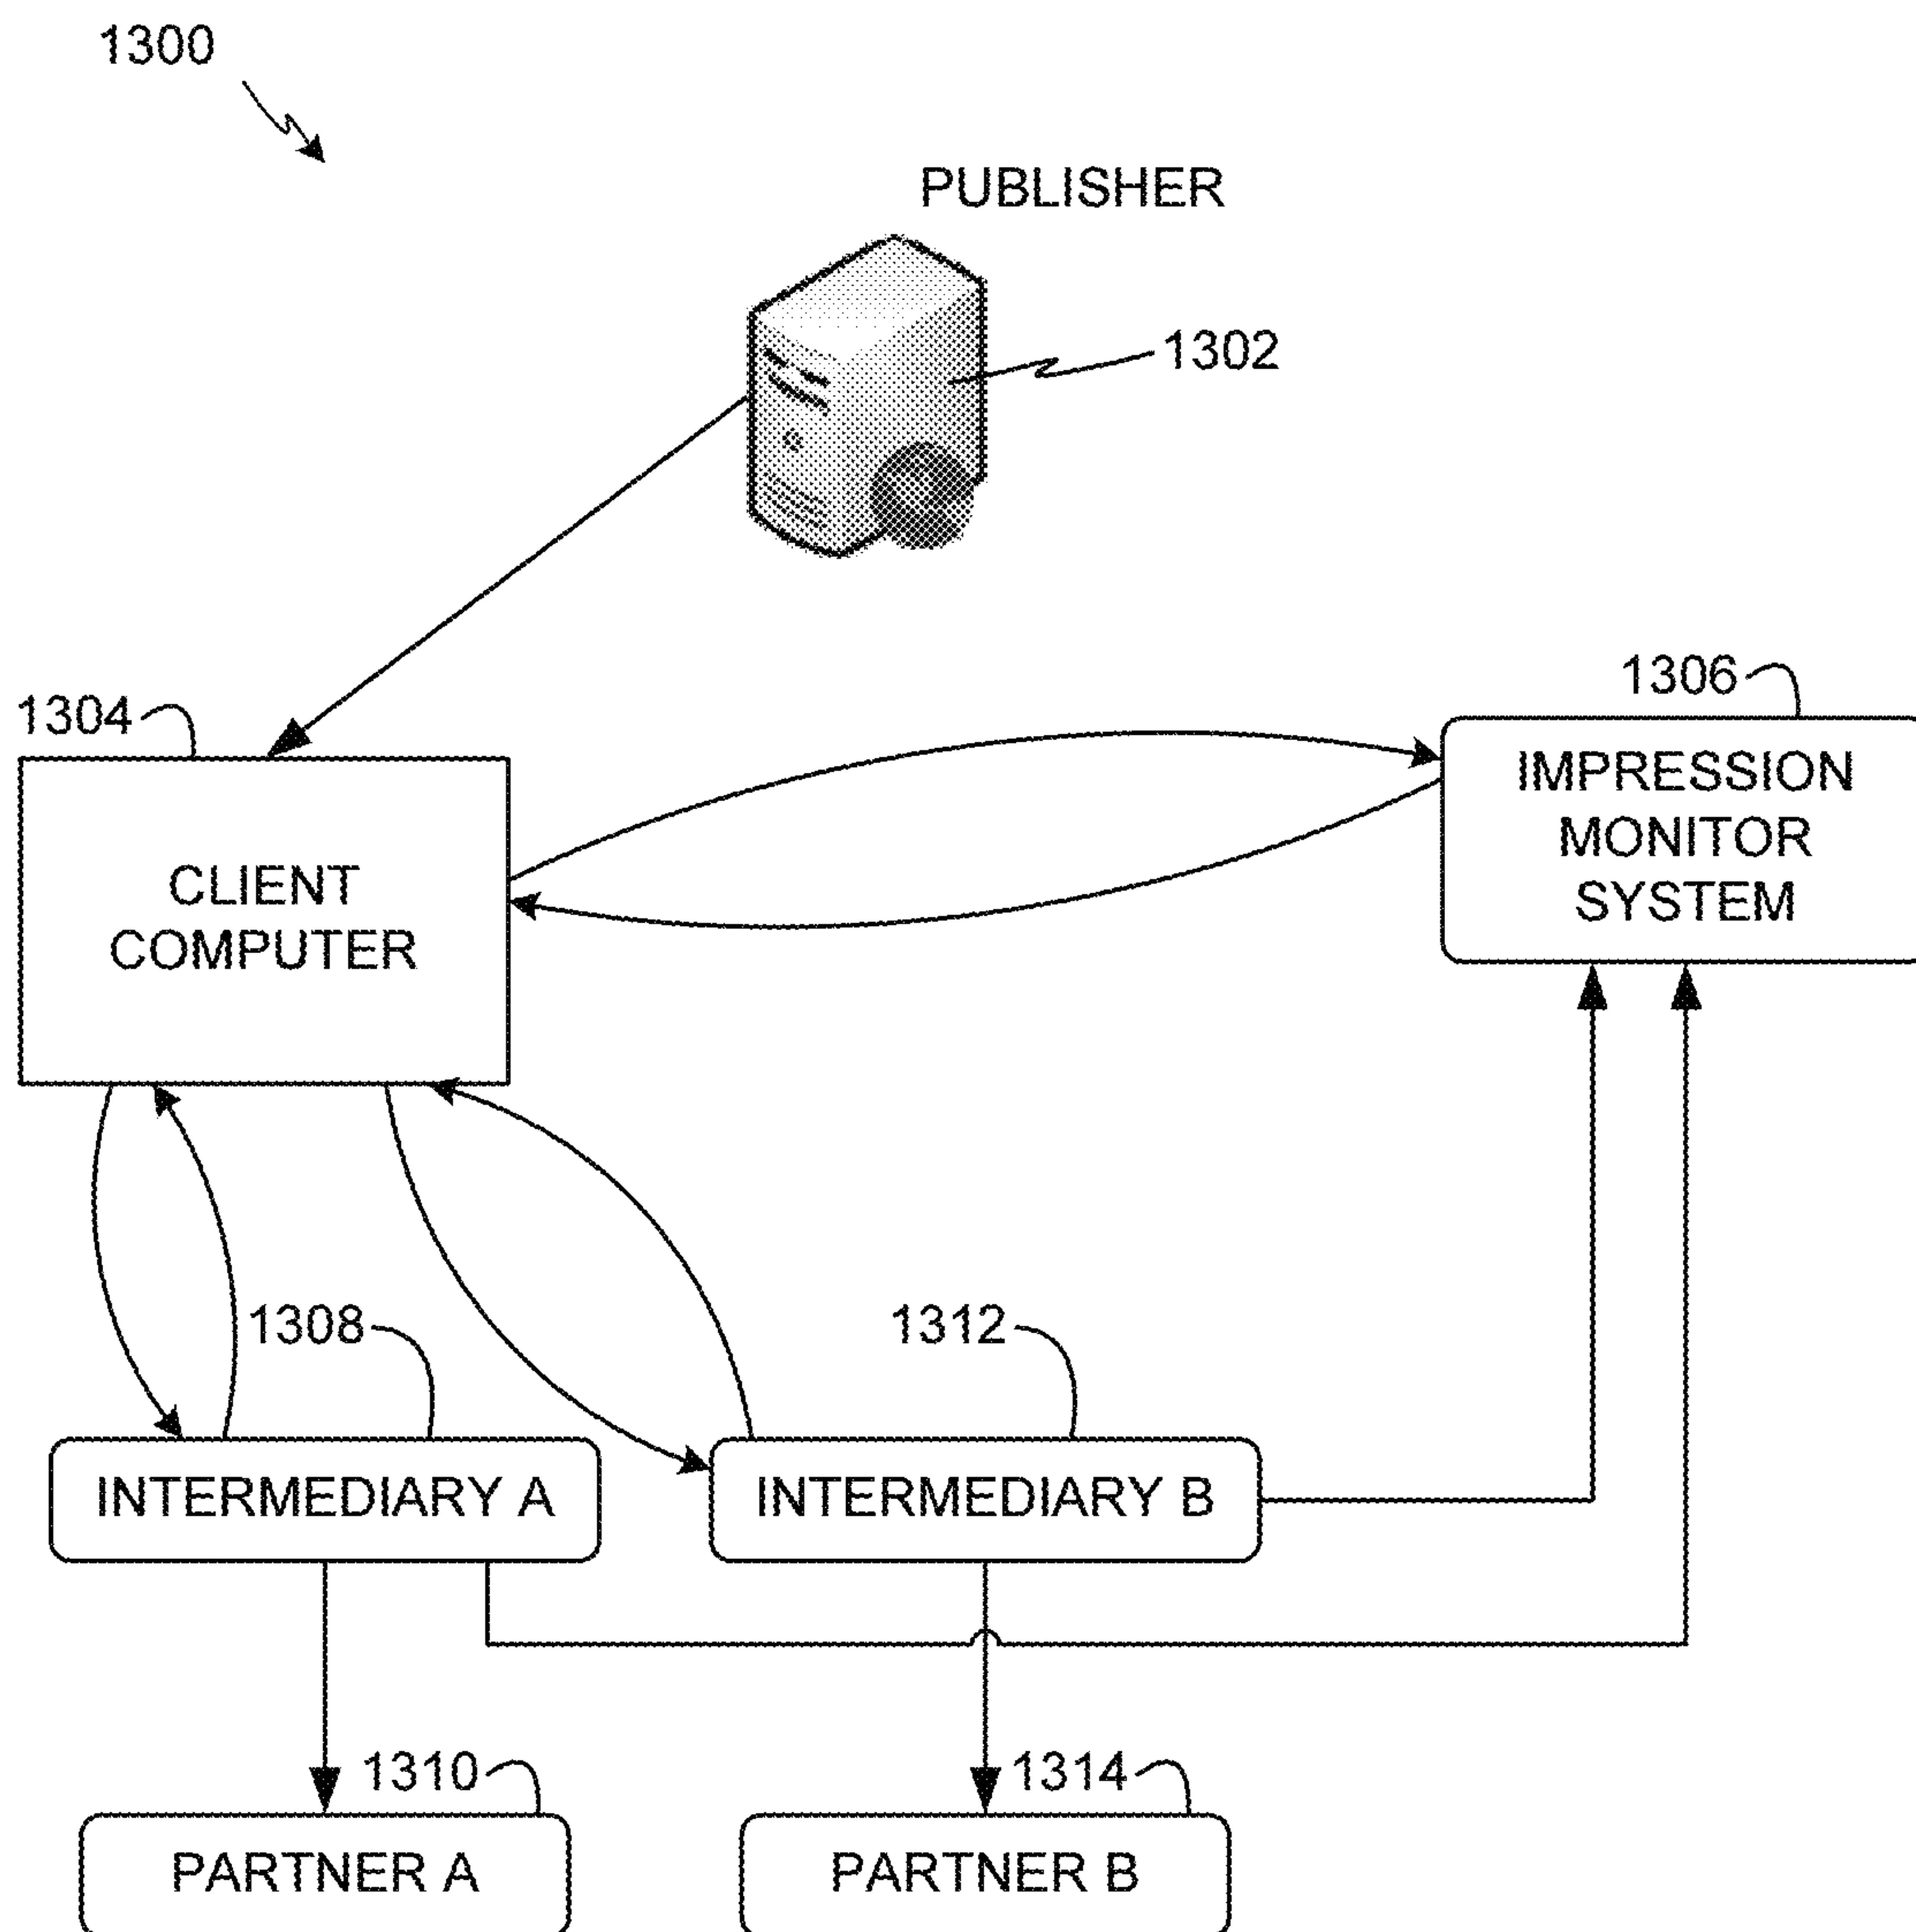 1300
PUBLISHER
1302
1304
1306
IMPRESSION
MONITOR
SYSTEM
CLIENT
COMPUTER
1308
1312
INTERMEDIARY A
INTERMEDIARY B
1310
1314
PARTNER A
PARTNER B